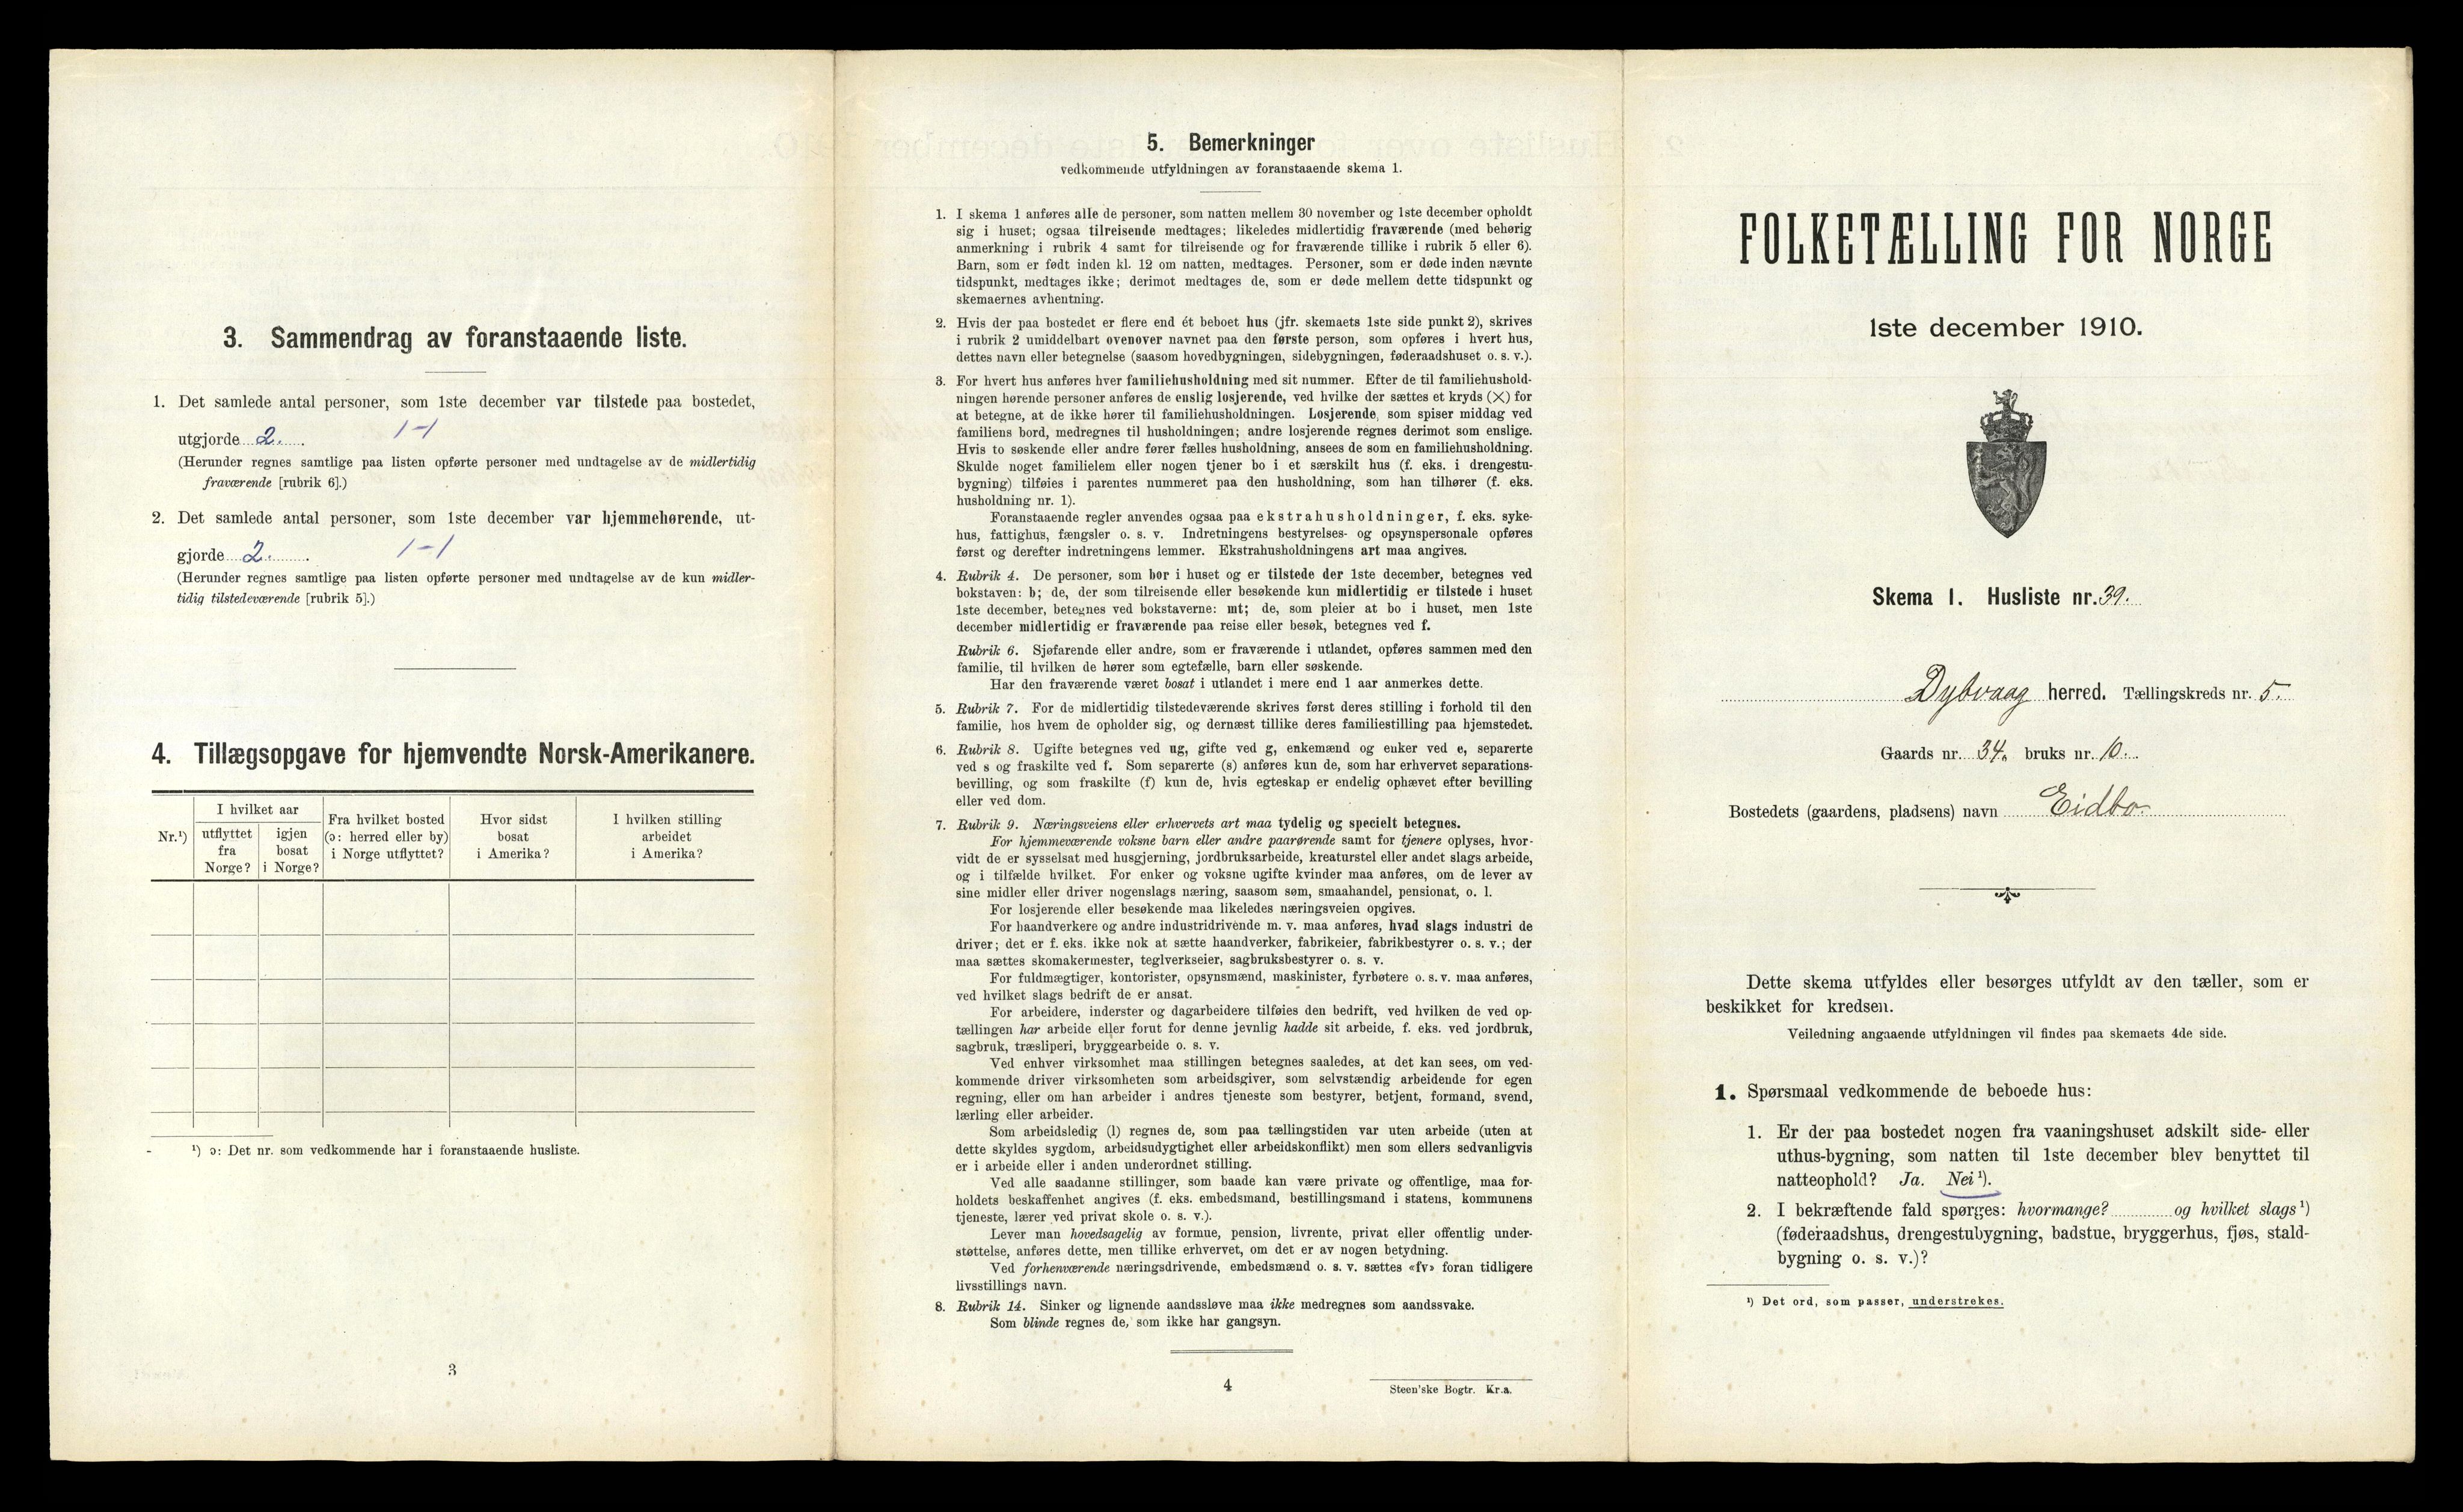 3. Sammendrag av foranstaaende liste.
1. Det samlede antal personer, som 1ste december var tilstede paa bostedet,
utgjorde 2. 1-1
(Herunder regnes samtlige paa listen opførte personer med undtagelse av de midlertidig
fraværende [rubrik 6].)
2. Det samlede antal personer, som 1ste december var hjemmehørende, ut-
gjorde 2. 1-1
(Herunder regnes samtlige paa listen opførte personer med undtagelse av de kun midler-
tidig tilstedeværende [rubrik 5].)
4. Tillægsopgave for hjemvendte Norsk-Amerikanere.
Nr.¹)
I hvilket aar
utflyttet
fra
Norge?
igjen
bosat
i Norge?
Fra hvilket bosted
(ɔ: herred eller by)
i Norge utflyttet?
Hvor sidst
bosat
i Amerika?
I hvilken stilling
arbeidet
i Amerika?
¹) ɔ: Det nr. som vedkommende har i foranstaaende husliste.
3
5. Bemerkninger
vedkommende utfyldningen av foranstaaende skema 1.
1. I skema 1 anføres alle de personer, som natten mellem 30 november og 1ste december opholdt
sig i huset; ogsaa tilreisende medtages; likeledes midlertidig fraværende (med behørig
anmerkning i rubrik 4 samt for tilreisende og for fraværende tillike i rubrik 5 eller 6).
Barn, som er født inden kl. 12 om natten, medtages. Personer, som er døde inden nævnte
tidspunkt, medtages ikke; derimot medtages de, som er døde mellem dette tidspunkt og
skemaernes avhentning.
2. Hvis der paa bostedet er flere end ét beboet hus (jfr. skemaets 1ste side punkt 2), skrives
i rubrik 2 umiddelbart ovenover navnet paa den første person, som opføres i hvert hus,
dettes navn eller betegnelse (saasom hovedbygningen, sidebygningen, føderaadshuset o. s. v.).
3. For hvert hus anføres hver familiehusholdning med sit nummer. Efter de til familiehushold-
ningen hørende personer anføres de enslig losjerende, ved hvilke der sættes et kryds (×) for
at betegne, at de ikke hører til familiehusholdningen. Losjerende, som spiser middag ved
familiens bord, medregnes til husholdningen; andre losjerende regnes derimot som enslige.
Hvis to søskende eller andre fører fælles husholdning, ansees de som en familiehusholdning.
Skulde noget familielem eller nogen tjener bo i et særskilt hus (f. eks. i drengestu-
bygning) tilføies i parentes nummeret paa den husholdning, som han tilhører (f. eks.
husholdning nr. 1).
Foranstaaende regler anvendes ogsaa paa ekstrahusholdninger, f. eks. syke-
hus, fattighus, fængsler o. s. v. Indretningens bestyrelses- og opsynspersonale opføres
først og derefter indretningens lemmer. Ekstrahusholdningens art maa angives.
4. Rubrik 4. De personer, som bor i huset og er tilstede der 1ste december, betegnes ved
bokstaven: b; de, der som tilreisende eller besøkende kun midlertidig er tilstede i huset
1ste december, betegnes ved bokstaverne: mt; de, som pleier at bo i huset, men 1ste
december midlertidig er fraværende paa reise eller besøk, betegnes ved f.
Rubrik 6. Sjøfarende eller andre, som er fraværende i utlandet, opføres sammen med den
familie, til hvilken de hører som egtefælle, barn eller søskende.
Har den fraværende været bosat i utlandet i mere end 1 aar anmerkes dette.
5. Rubrik 7. For de midlertidig tilstedeværende skrives først deres stilling i forhold til den
familie, hos hvem de opholder sig, og dernæst tillike deres familiestilling paa hjemstedet.
6. Rubrik 8. Ugifte betegnes ved ug, gifte ved g, enkemænd og enker ved e, separerte
ved s og fraskilte ved f. Som separerte (s) anføres kun de, som har erhvervet separations-
bevilling, og som fraskilte (f) kun de, hvis egteskap er endelig ophævet efter bevilling
eller ved dom.
7. Rubrik 9. Næringsveiens eller erhvervets art maa tydelig og specielt betegnes.
For hjemmeværende voksne barn eller andre paarørende samt for tjenere oplyses, hvor-
vidt de er sysselsat med husgjerning, jordbruksarbeide, kreaturstel eller andet slags arbeide,
og i tilfælde hvilket. For enker og voksne ugifte kvinder maa anføres, om de lever av
sine midler eller driver nogenslags næring, saasom søm, smaahandel, pensionat, o. l.
For losjerende eller besøkende maa likeledes næringsveien opgives.
For haandverkere og andre industridrivende m. v. maa anføres, hvad slags industri de
driver; det er f. eks. ikke nok at sætte haandverker, fabrikeier, fabrikbestyrer o. s. v.; der
maa sættes skomakermester, teglverkseier, sagbruksbestyrer o. s. v.
For fuldmægtiger, kontorister, opsynsmænd, maskinister, fyrbøtere o. s. v. maa anføres,
ved hvilket slags bedrift de er ansat.
For arbeidere, inderster og dagarbeidere tilføies den bedrift, ved hvilken de ved op-
tællingen har arbeide eller forut for denne jevnlig hadde sit arbeide, f. eks. ved jordbruk,
sagbruk, træsliperi, bryggearbeide o. s. v.
Ved enhver virksomhet maa stillingen betegnes saaledes, at det kan sees, om ved-
kommende driver virksomheten som arbeidsgiver, som selvstændig arbeidende for egen
regning, eller om han arbeider i andres tjeneste som bestyrer, betjent, formand, svend,
lærling eller arbeider.
Som arbeidsledig (l) regnes de, som paa tællingstiden var uten arbeide (uten at
dette skyldes sygdom, arbeidsudygtighet eller arbeidskonflikt) men som ellers sedvanligvis
er i arbeide eller i anden underordnet stilling.
Ved alle saadanne stillinger, som baade kan være private og offentlige, maa for-
holdets beskaffenhet angives (f. eks. embedsmand, bestillingsmand i statens, kommunens
tjeneste, lærer ved privat skole o. s. v.).
Lever man hovedsagelig av formue, pension, livrente, privat eller offentlig under-
støttelse, anføres dette, men tillike erhvervet, om det er av nogen betydning.
Ved forhenværende næringsdrivende, embedsmænd o. s. v. sættes «fv» foran tidligere
livsstillings navn.
8. Rubrik 14. Sinker og lignende aandssløve maa ikke medregnes som aandssvake.
Som blinde regnes de, som ikke har gangsyn.
4
Steen'ske Bogtr. Kr.a.
FOLKETÆLLING FOR NORGE
1ste december 1910.
Skema 1. Husliste nr. 39.
Dybvaag herred. Tællingskreds nr. 5.
Gaards nr. 34. bruks nr. 10.
Bostedets (gaardens, pladsens) navn Eidbo.
Dette skema utfyldes eller besørges utfyldt av den tæller, som er
beskikket for kredsen.
Veiledning angaaende utfyldningen vil findes paa skemaets 4de side.
1. Spørsmaal vedkommende de beboede hus:
1. Er der paa bostedet nogen fra vaaningshuset adskilt side- eller
uthus-bygning, som natten til 1ste december blev benyttet til
natteophold? Ja. Nei ¹).
2. I bekræftende fald spørges: hvormange? og hvilket slags ¹)
(føderaadshus, drengestubygning, badstue, bryggerhus, fjøs, stald-
bygning o. s. v.)?
¹) Det ord, som passer, understrekes.